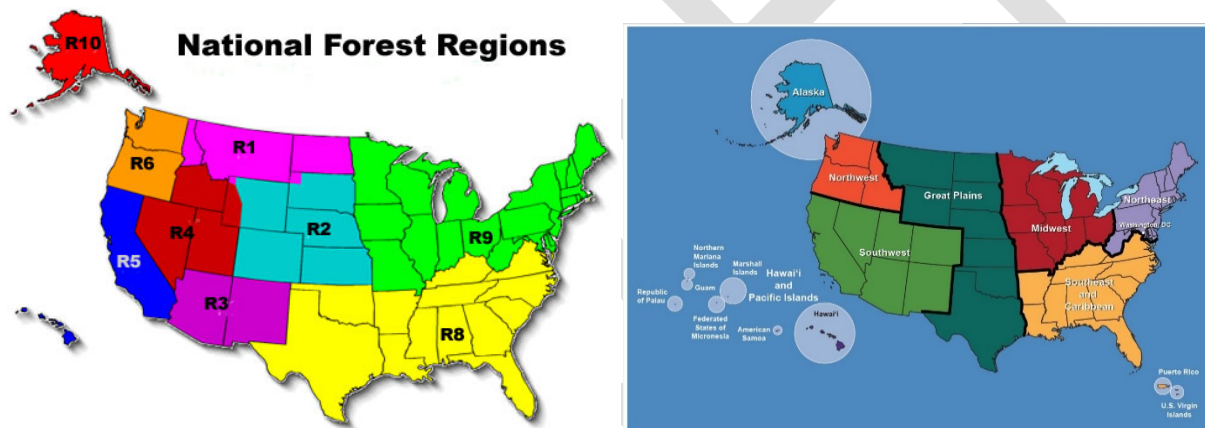 National Forest Regions
R10
R6
R1
R4
R2
R9
R5
R3
R8
Alaska
Northwest
Great Plains
Midwest
Northeast
Washington, DC
Southwest
Southeast
and
Caribbean
Northern
Mariana
Islands
Marshall
Islands
Guam
Republic
of Palau
Federated
States of
Micronesia
Hawai'i
and
Pacific Islands
American
Samoa
Hawai'i
Puerto Rico
U.S. Virgin
Islands